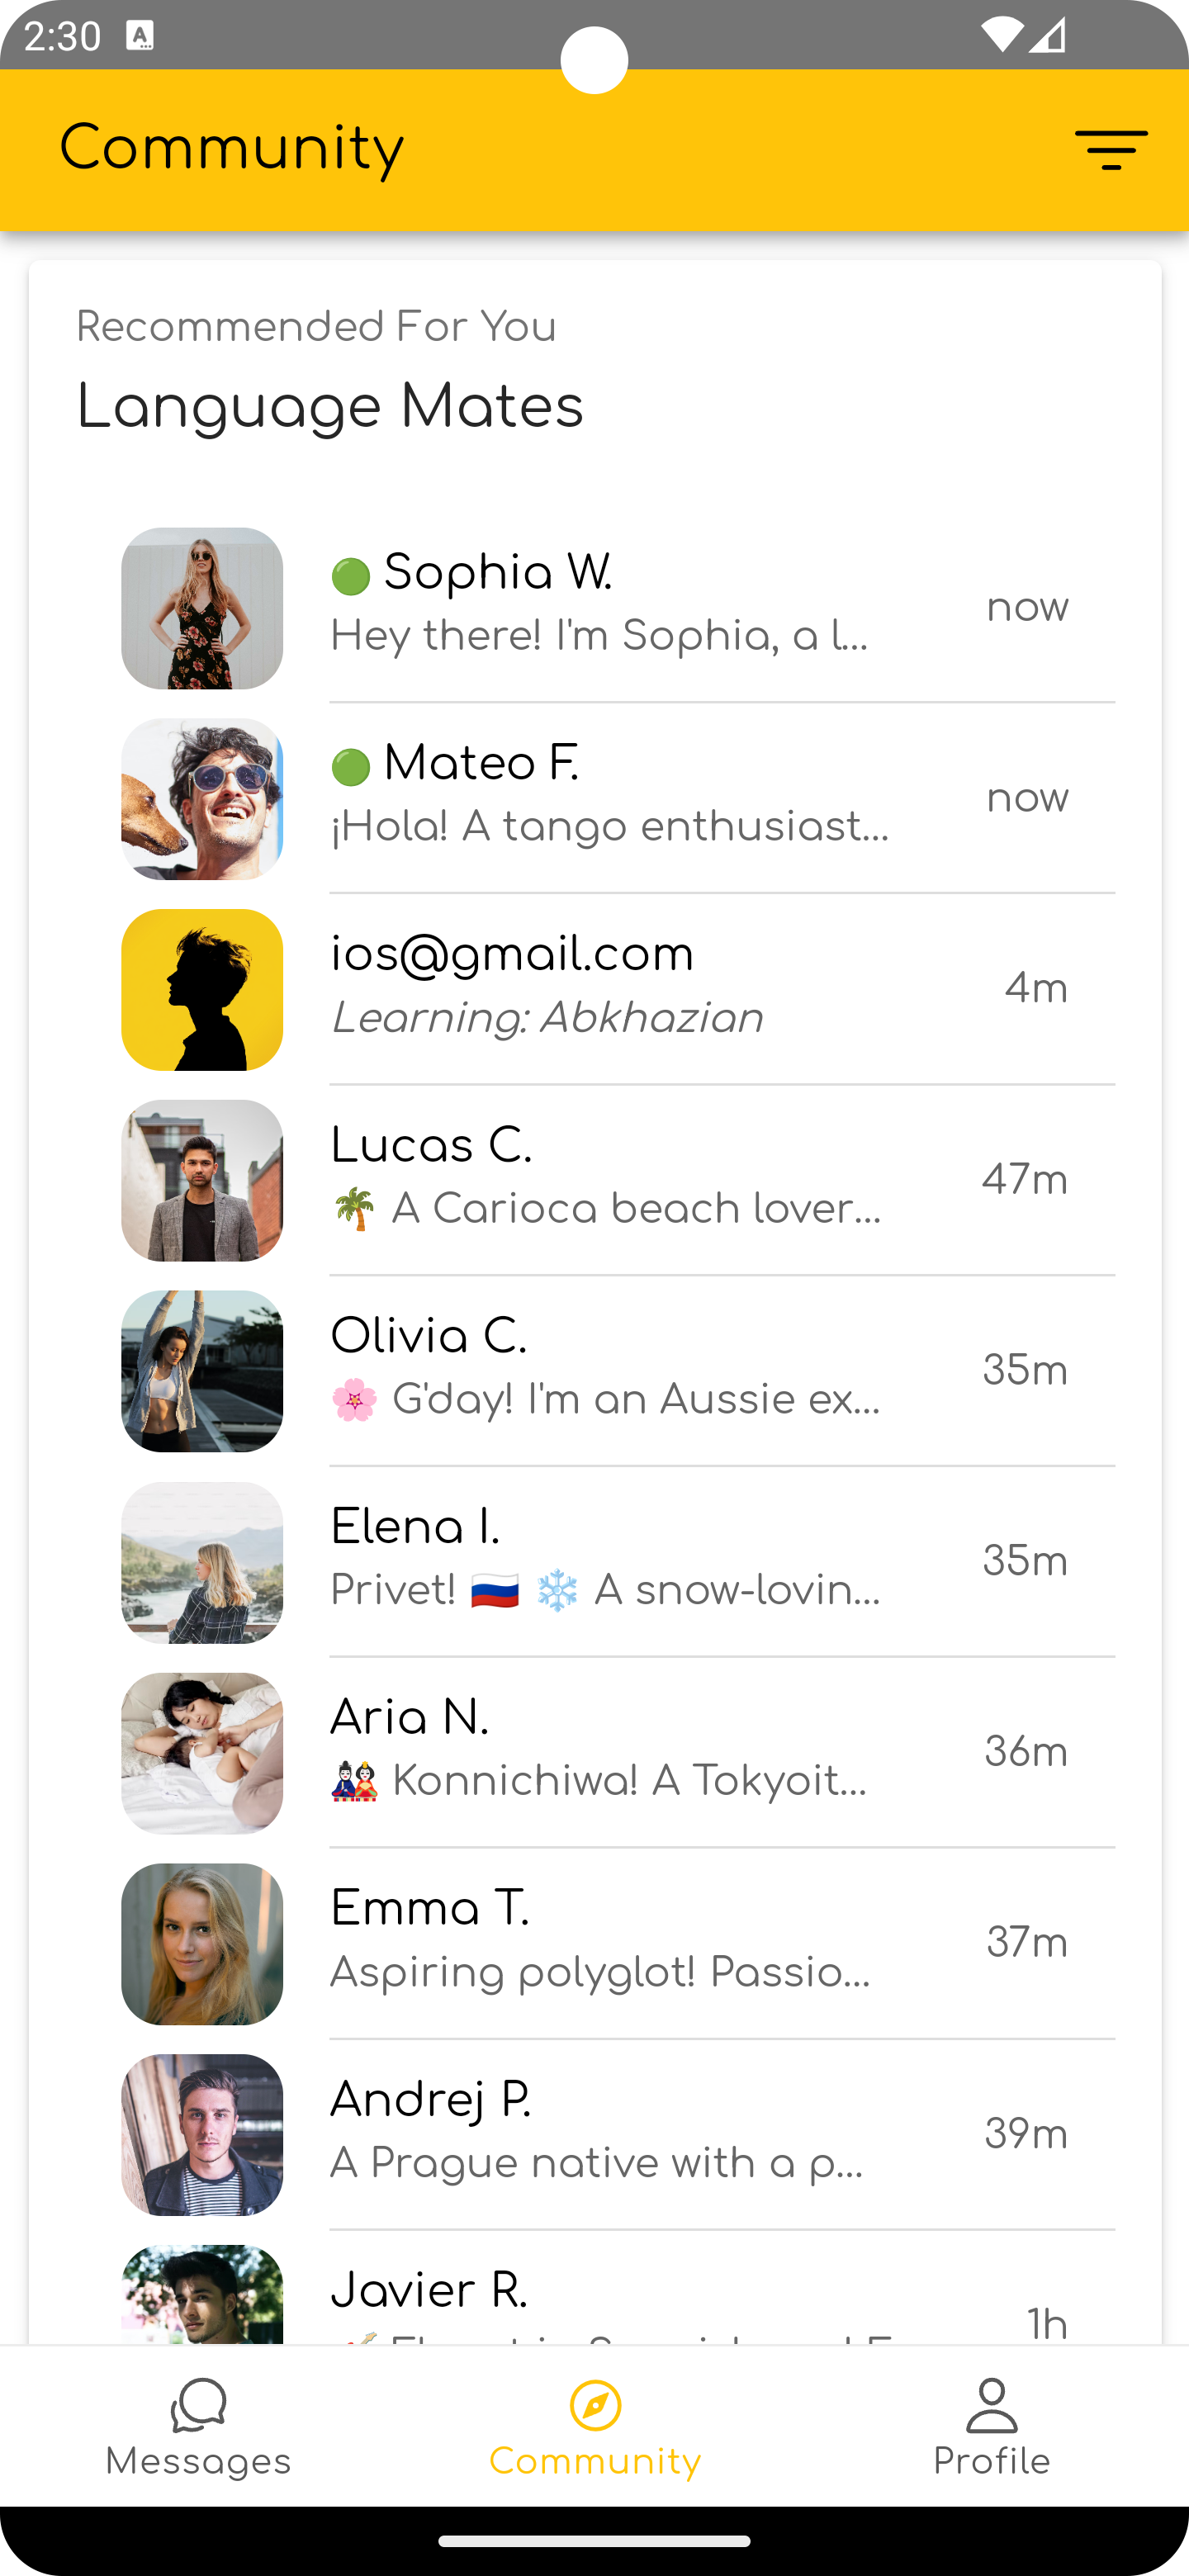 2:30
Community
Recommended For You
Language Mates
Sophia W.
Hey there! I'm Sophia, a l...
now
Mateo F.
¡Hola! A tango enthusiast...
now
ios@gmail.com
Learning: Abkhazian
4m
Lucas C.
🌴 A Carioca beach lover...
47m
Olivia C.
🌸 G'day! I'm an Aussie ex...
35m
Elena I.
Privet! 🇷🇺 ❄️ A snow-lovin...
35m
Aria N.
🎎 Konnichiwa! A Tokyoit...
36m
Emma T.
Aspiring polyglot! Passio...
37m
Andrej P.
A Prague native with a p...
39m
Javier R.
1h
Messages
Community
Profile